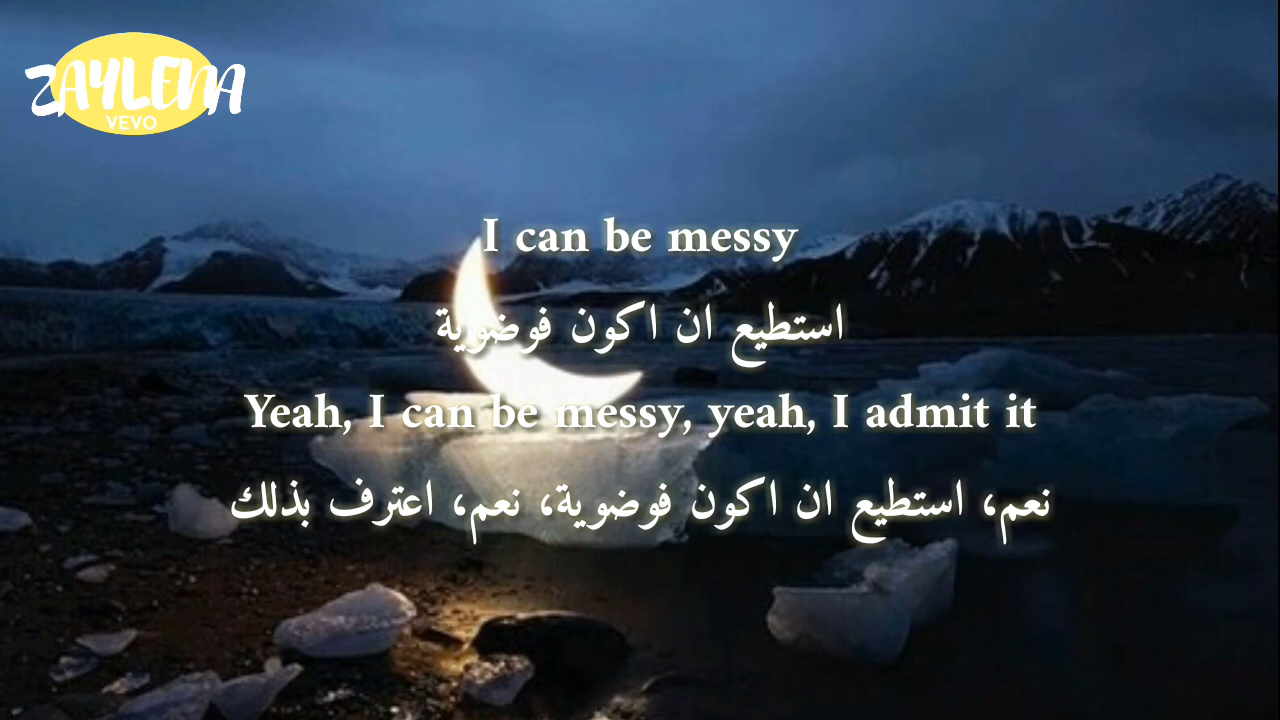 ZAYLENA
VEVO
I can be messy
استطيع ان اكون فوضوية
Yeah, I can be messy, yeah, I admit it
نعم، استطيع ان اكون فوضوية، نعم، اعترف بذلك